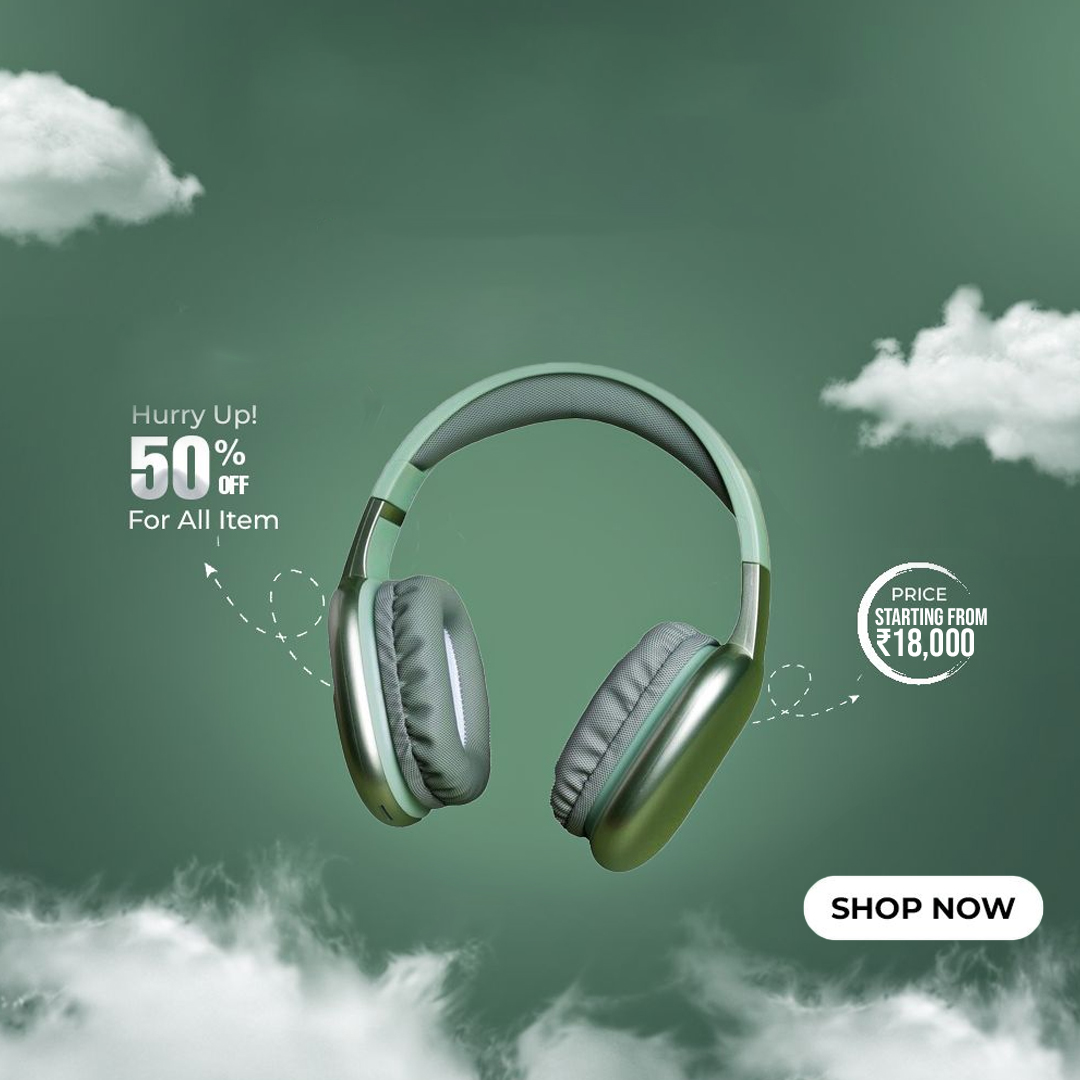 Hurry Up!
50%
OFF
For All Item
PRICE
STARTING FROM
₹18,000
SHOP NOW